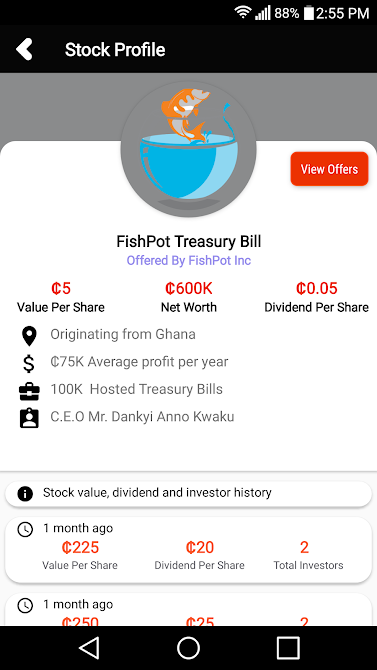 88% 2:55 PM
Stock Profile
View Offers
FishPot Treasury Bill
Offered By FishPot Inc
₵5 ₵600K ₵0.05
Value Per Share Net Worth Dividend Per Share
Originating from Ghana
₵75K Average profit per year
100K Hosted Treasury Bills
C.E.O Mr. Dankyi Anno Kwaku
Stock value, dividend and investor history
1 month ago
₵225 ₵20 2
Value Per Share Dividend Per Share Total Investors
1 month ago
₵250 ₵25 2